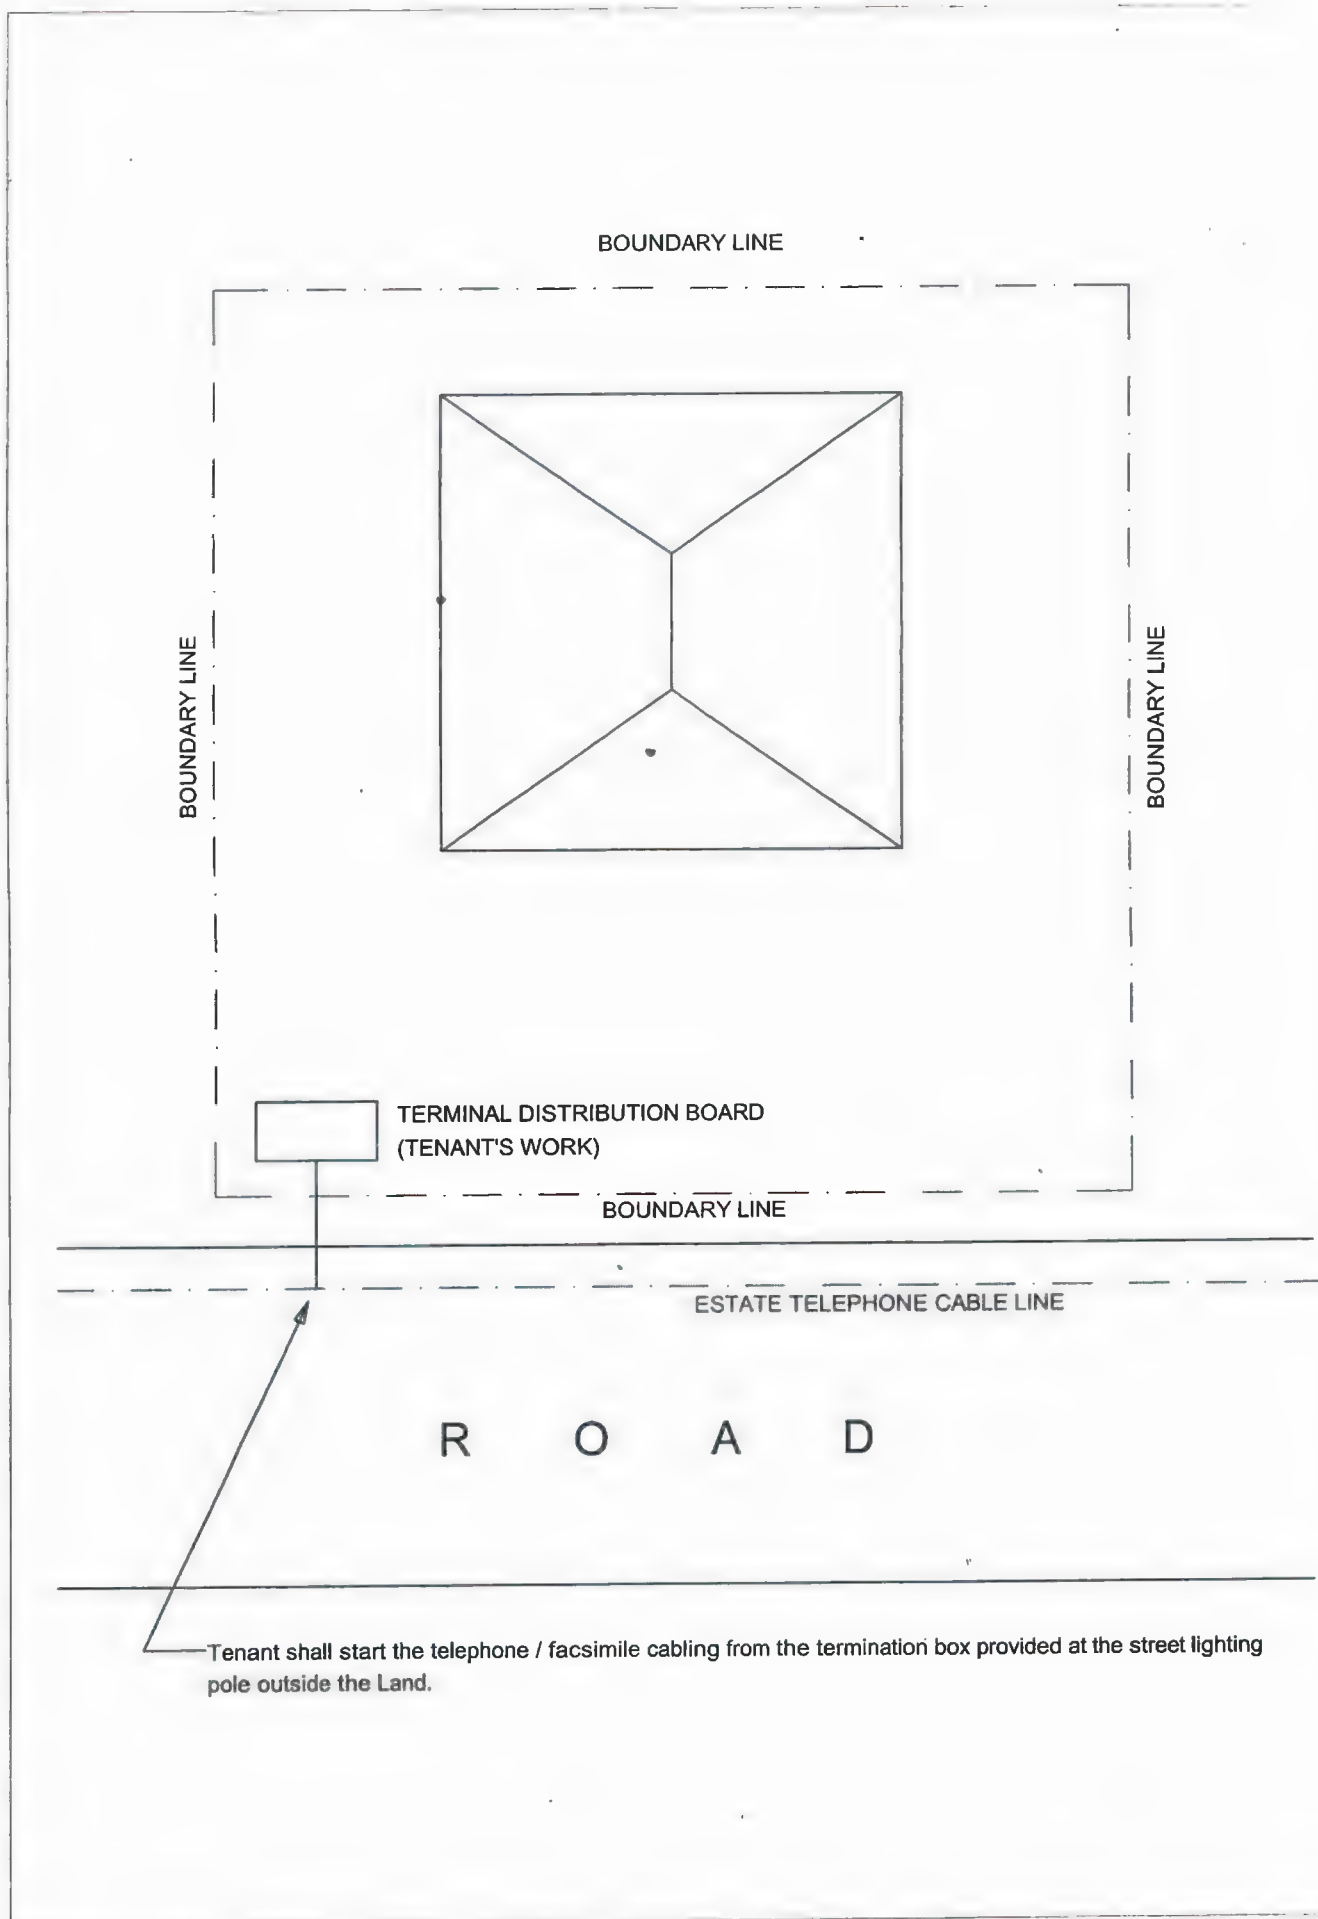 BOUNDARY LINE
BOUNDARY LINE
BOUNDARY LINE
TERMINAL DISTRIBUTION BOARD
(TENANT'S WORK)
BOUNDARY LINE
ESTATE TELEPHONE CABLE LINE
R O A D
Tenant shall start the telephone / facsimile cabling from the termination box provided at the street lighting
pole outside the Land.